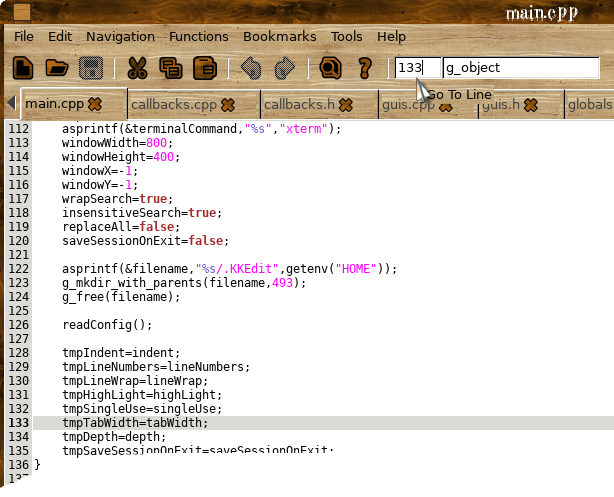 main.cpp
File Edit Navigation Functions Bookmarks Tools Help
133 g_object
Go To Line
main.cpp callbacks.cpp callbacks.h guis.cpp guis.h globals
112 asprintf(&terminalCommand,"%s","xterm");
113 windowWidth=800;
114 windowHeight=400;
115 windowX=-1;
116 windowY=-1;
117 wrapSearch=true;
118 insensitiveSearch=true;
119 replaceAll=false;
120 saveSessionOnExit=false;
121
122 asprintf(&filename,"%s/.KKEdit",getenv("HOME"));
123 g_mkdir_with_parents(filename,493);
124 g_free(filename);
125
126 readConfig();
127
128 tmpIndent=indent;
129 tmpLineNumbers=lineNumbers;
130 tmpLineWrap=lineWrap;
131 tmpHighLight=highLight;
132 tmpSingleUse=singleUse;
133 tmpTabWidth=tabWidth;
134 tmpDepth=depth;
135 tmpSaveSessionOnExit=saveSessionOnExit;
136 }
137